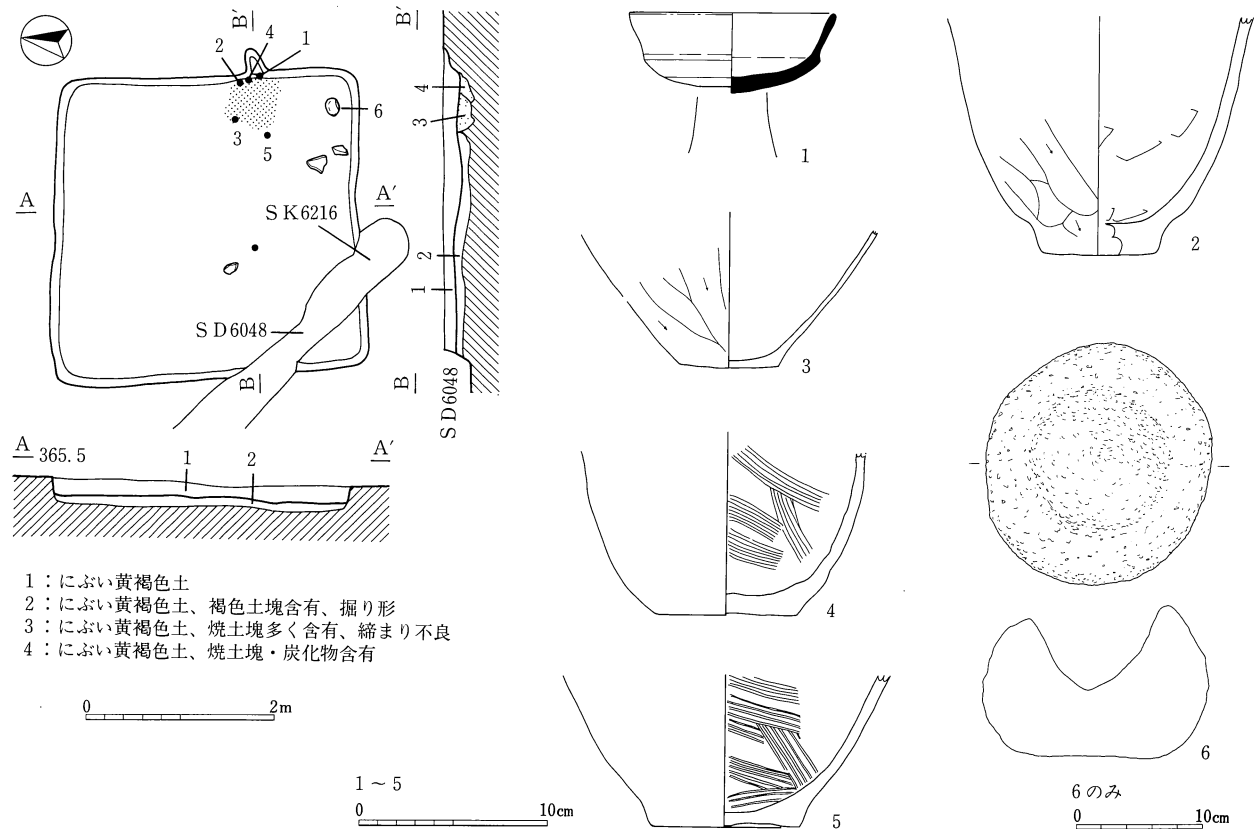 B′
B′
2
4
1
6
3
5
4
3
A
A′
SK6216
2
1
SD6048
B
B
SD6048
A
365.5
1
2
A′
1：にぶい黄褐色土
2：にぶい黄褐色土、褐色土塊含有、掘り形
3：にぶい黄褐色土、焼土塊多く含有、締まり不良
4：にぶい黄褐色土、焼土塊・炭化物含有
0 2m
1
2
3
4
5
6
1～5
0 10cm
6のみ
0 10cm